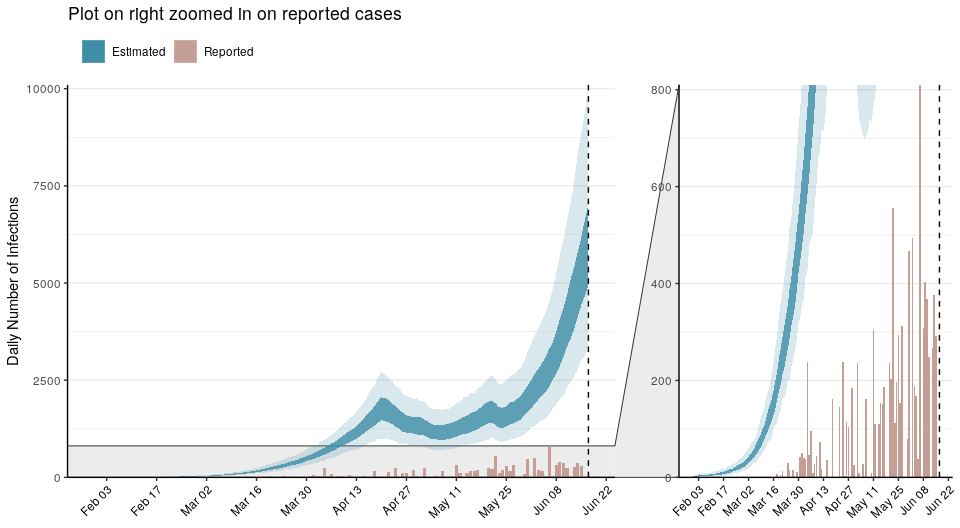 Plot on right zoomed in on reported cases
Estimated Reported
Daily Number of Infections
10000
7500
5000
2500
0
Feb 03 Feb 17 Mar 02 Mar 16 Mar 30 Apr 13 Apr 27 May 11 May 25 Jun 08 Jun 22
800
600
400
200
0
Feb 03 Feb 17 Mar 02 Mar 16 Mar 30 Apr 13 Apr 27 May 11 May 25 Jun 08 Jun 22